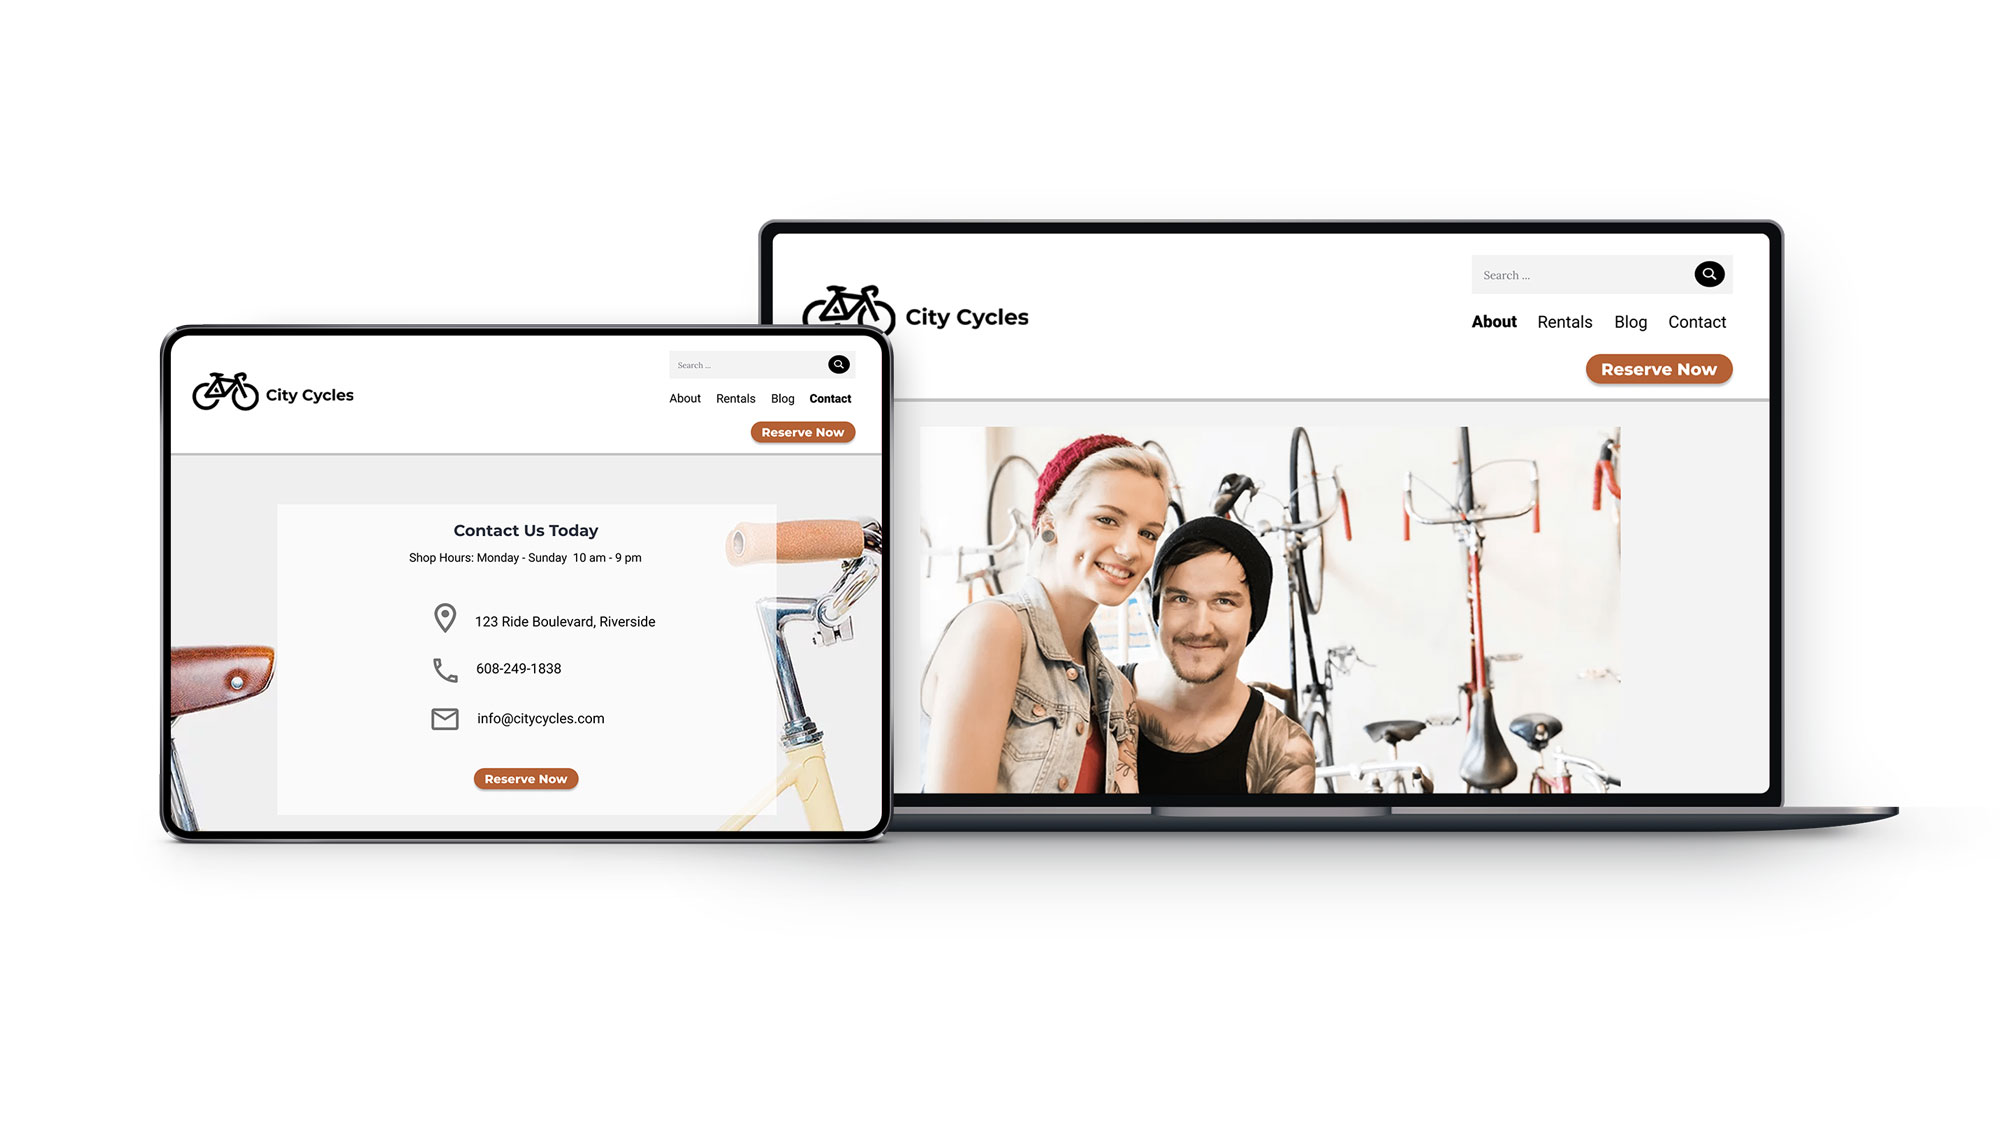 City Cycles
Search ...
About Rentals Blog Contact
Reserve Now
Contact Us Today
Shop Hours: Monday - Sunday 10 am - 9 pm
123 Ride Boulevard, Riverside
608-249-1838
info@citycycles.com
Reserve Now
City Cycles
Search ...
About Rentals Blog Contact
Reserve Now